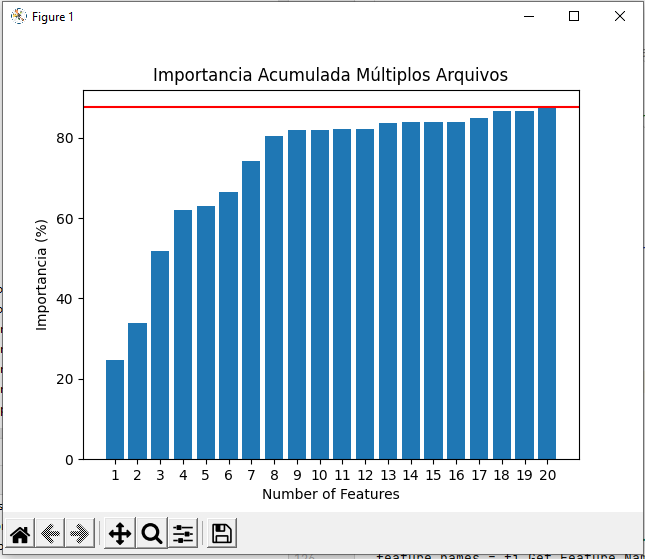 Figure 1
Importancia Acumulada Múltiplos Arquivos
Importancia (%)
80
60
40
20
0
1 2 3 4 5 6 7 8 9 10 11 12 13 14 15 16 17 18 19 20
Number of Features